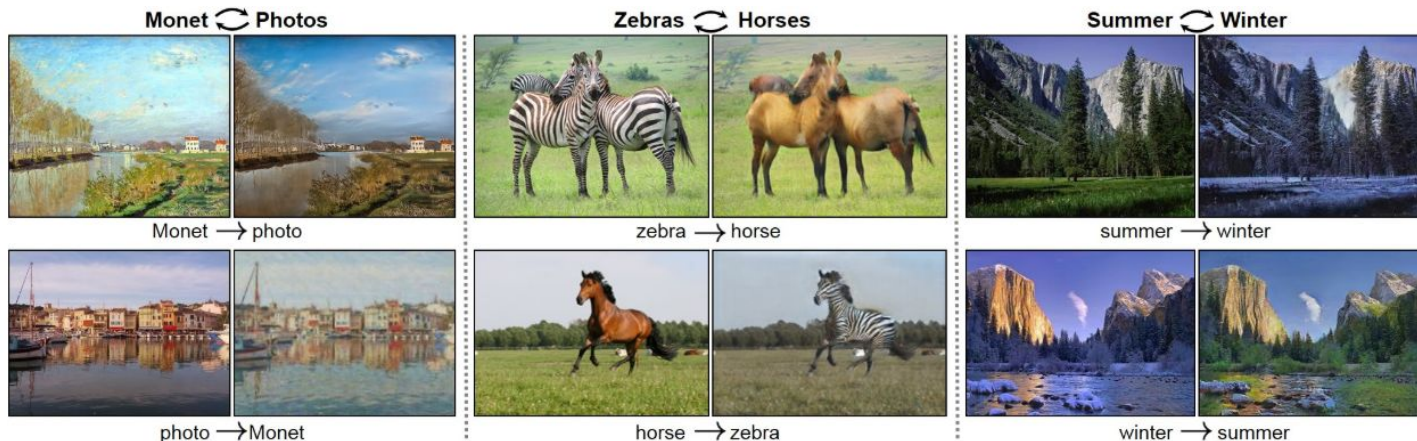 Monet ⇄ Photos
Monet → photo
photo → Monet
Zebras ⇄ Horses
zebra → horse
horse → zebra
Summer ⇄ Winter
summer → winter
winter → summer